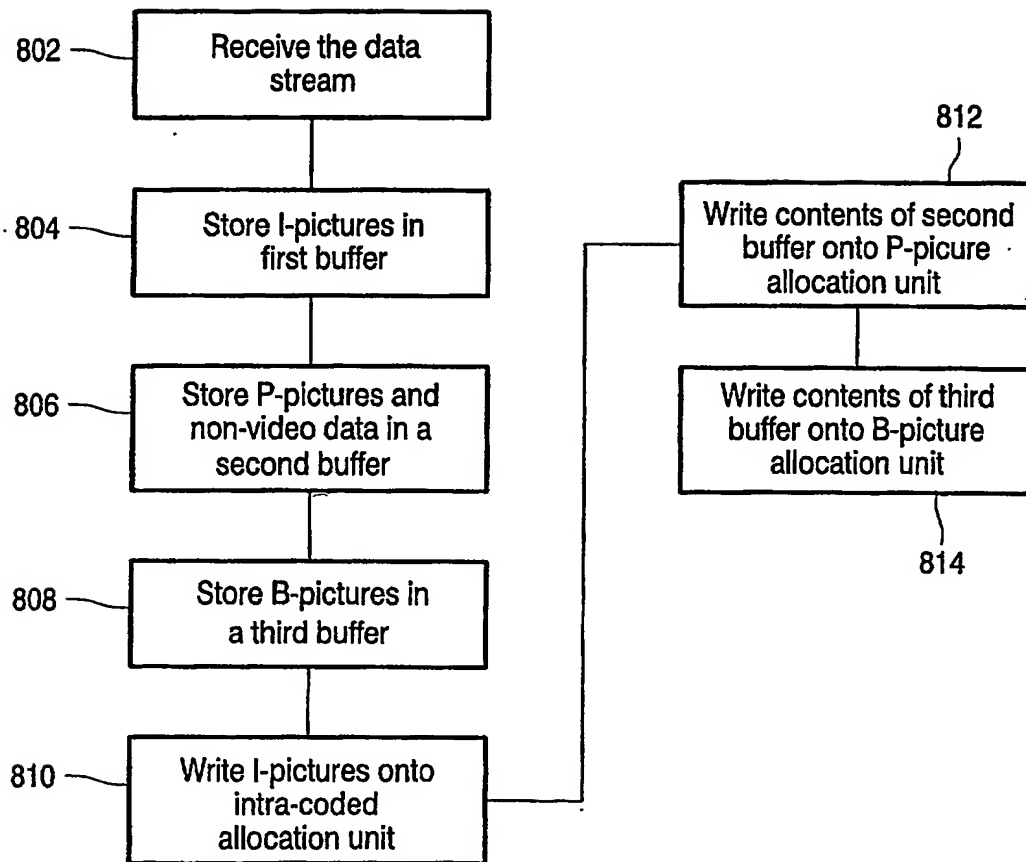 802
Receive the data
stream
804
Store I-pictures in
first buffer
806
Store P-pictures and
non-video data in a
second buffer
808
Store B-pictures in
a third buffer
810
Write I-pictures onto
intra-coded
allocation unit
812
Write contents of second
buffer onto P-picure
allocation unit
Write contents of third
buffer onto B-picture
allocation unit
814